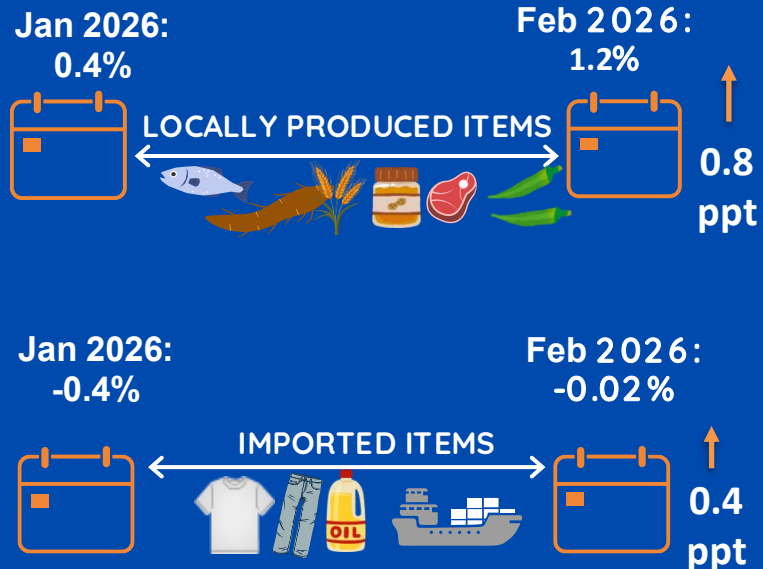 Jan 2026:
0.4%
Feb 2026:
1.2%
LOCALLY PRODUCED ITEMS
0.8
ppt
Jan 2026:
-0.4%
Feb 2026:
-0.02%
IMPORTED ITEMS
OIL
0.4
ppt